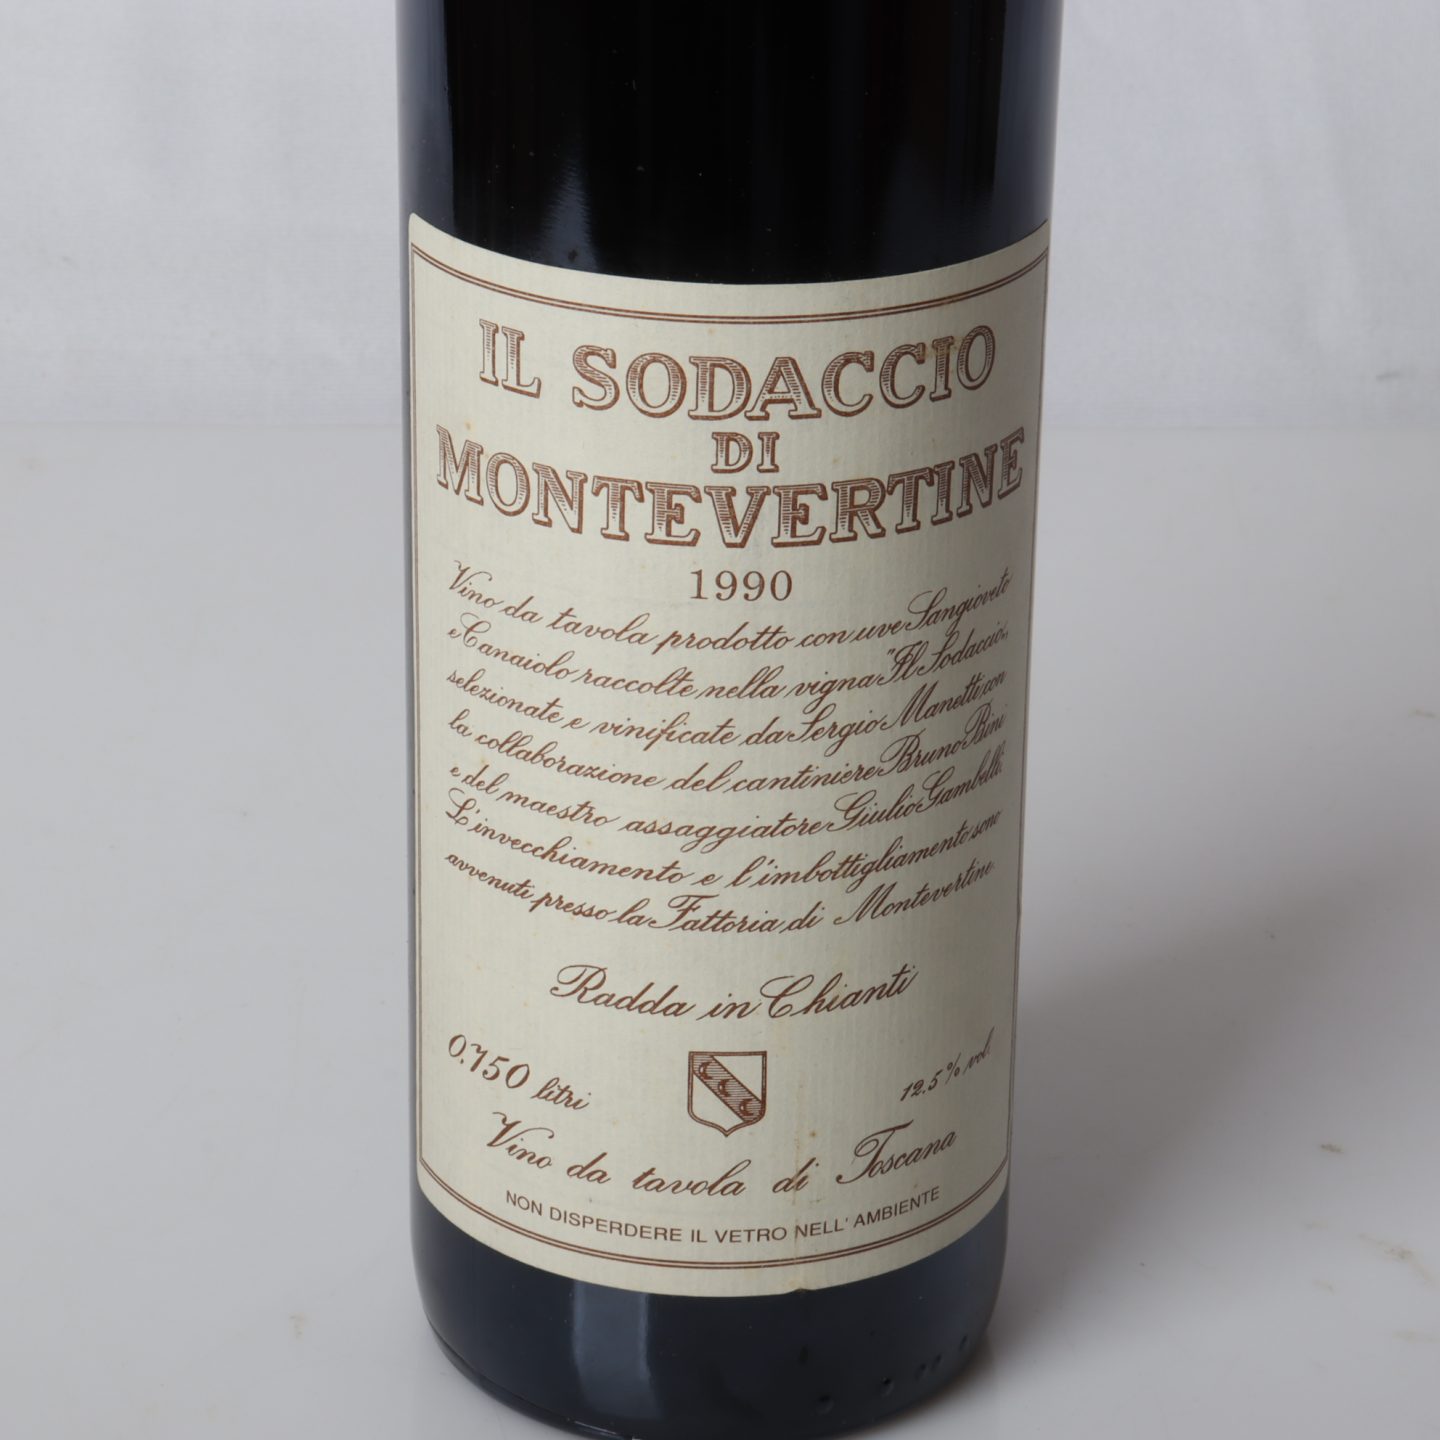 IL SODACCIO
DI
MONTEVERTINE
1990
Vino da tavola prodotto con uve Sangioveto
e Canaiolo raccolte nella vigna "Il Sodaccio„
selezionate e vinificate da Sergio Manetti con
la collaborazione del cantiniere Bruno Bini
e del maestro assaggiatore Giulio Gambelli.
L'invecchiamento e l'imbottigliamento sono
avvenuti presso la Fattoria di Montevertine.
Radda in Chianti
0.750 litri 12.5% vol.
Vino da tavola di Toscana
NON DISPERDERE IL VETRO NELL' AMBIENTE